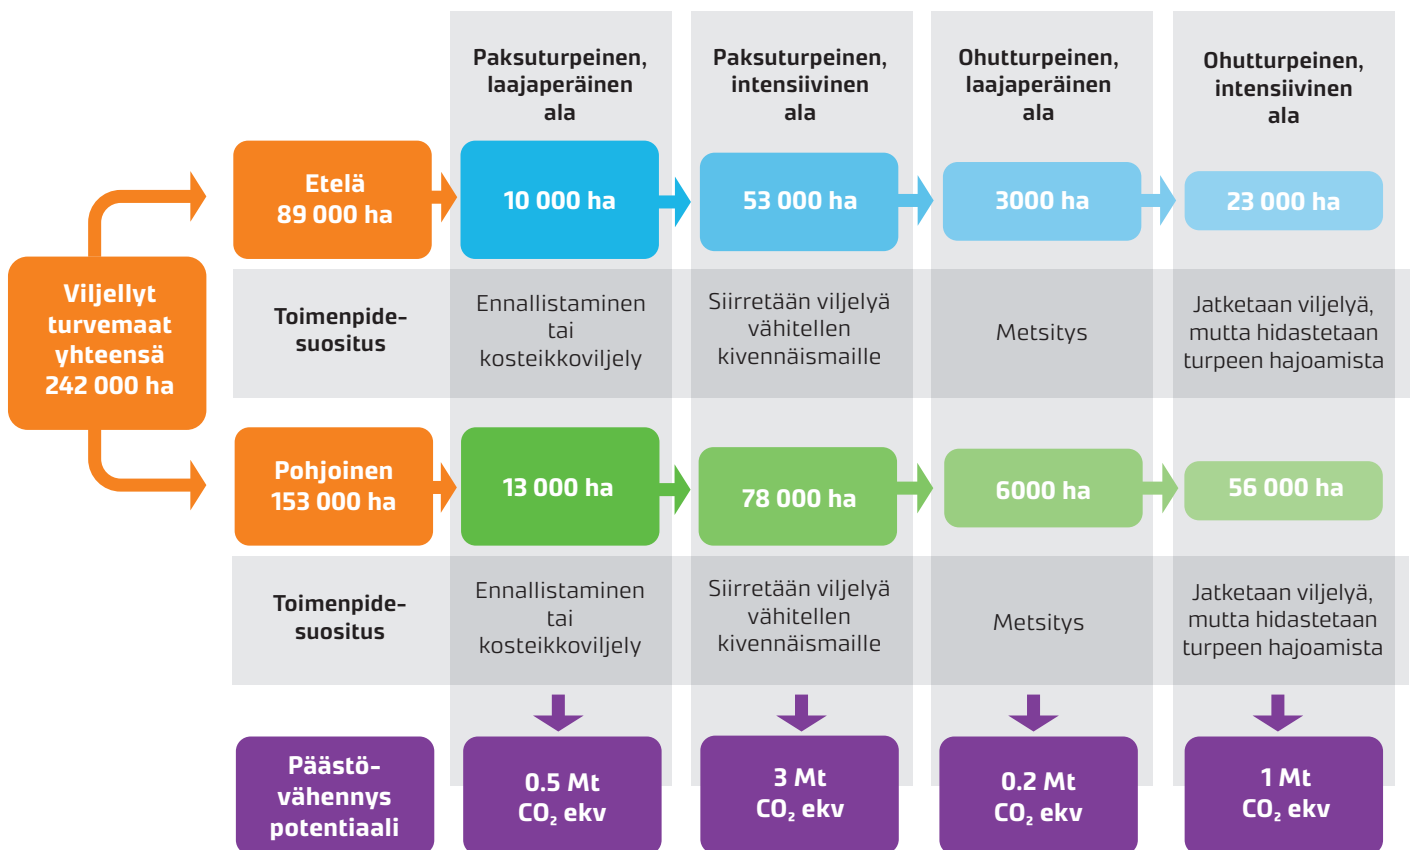 Paksuturpeinen,
laajaperäinen
ala
Paksuturpeinen,
intensiivinen
ala
Ohutturpeinen,
laajaperäinen
ala
Ohutturpeinen,
intensiivinen
ala
Viljellyt
turvemaat
yhteensä
242 000 ha
Etelä
89 000 ha
10 000 ha
53 000 ha
3000 ha
23 000 ha
Toimenpide-
suositus
Ennallistaminen
tai
kosteikkoviljely
Siirretään viljelyä
vähitellen
kivennäismaille
Metsitys
Jatketaan viljelyä,
mutta hidastetaan
turpeen hajoamista
Pohjoinen
153 000 ha
13 000 ha
78 000 ha
6000 ha
56 000 ha
Toimenpide-
suositus
Ennallistaminen
tai
kosteikkoviljely
Siirretään viljelyä
vähitellen
kivennäismaille
Metsitys
Jatketaan viljelyä,
mutta hidastetaan
turpeen hajoamista
Päästö-
vähennys
potentiaali
0.5 Mt
CO₂ ekv
3 Mt
CO₂ ekv
0.2 Mt
CO₂ ekv
1 Mt
CO₂ ekv